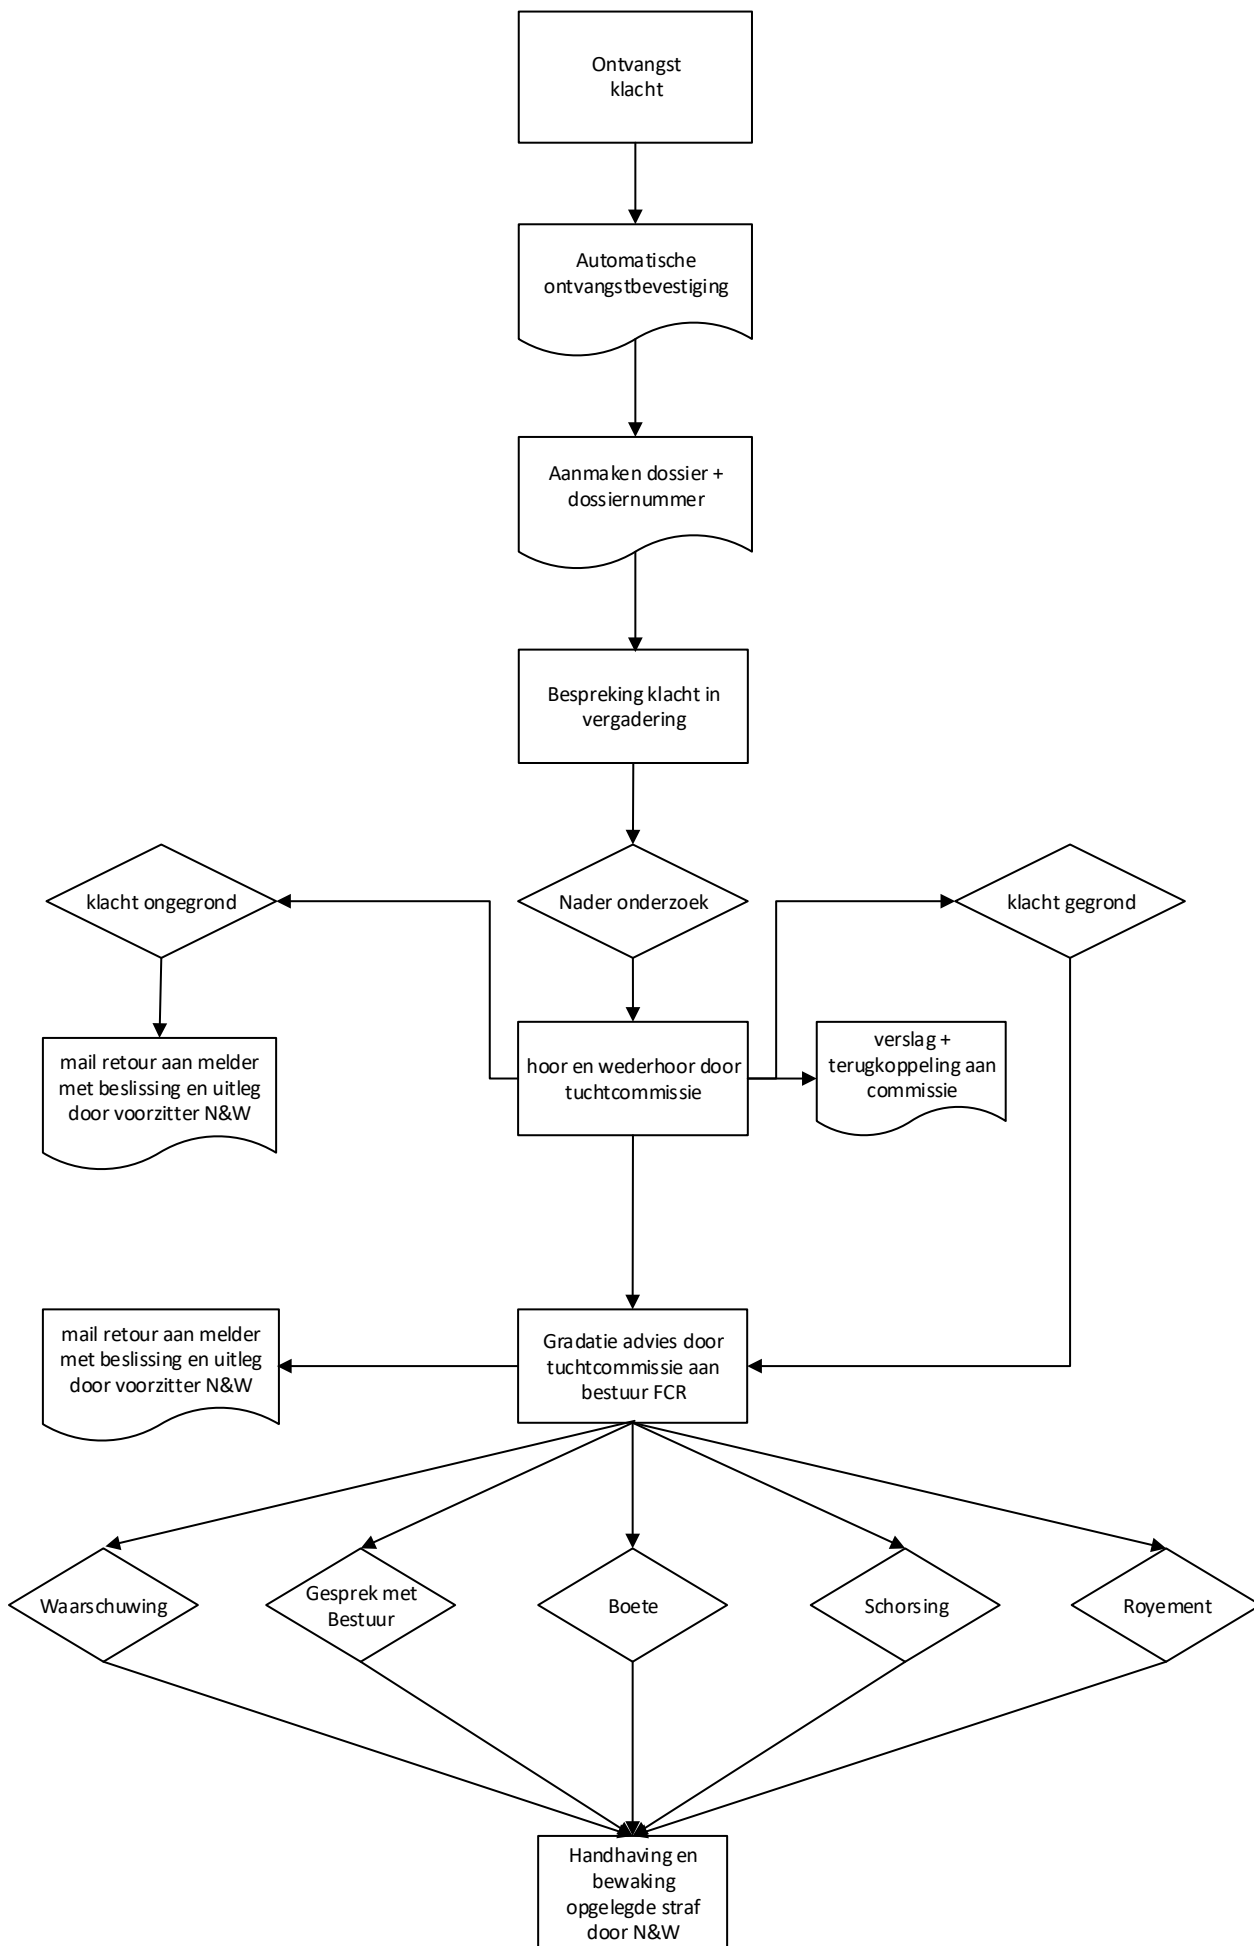 Ontvangst
klacht
Automatische
ontvangstbevestiging
Aanmaken dossier +
dossiernummer
Bespreking klacht in
vergadering
klacht ongegrond
Nader onderzoek
klacht gegrond
mail retour aan melder
met beslissing en uitleg
door voorzitter N&W
hoor en wederhoor door
tuchtcommissie
verslag +
terugkoppeling aan
commissie
mail retour aan melder
met beslissing en uitleg
door voorzitter N&W
Gradatie advies door
tuchtcommissie aan
bestuur FCR
Waarschuwing
Gesprek met
Bestuur
Boete
Schorsing
Royement
Handhaving en
bewaking
opgelegde straf
door N&W